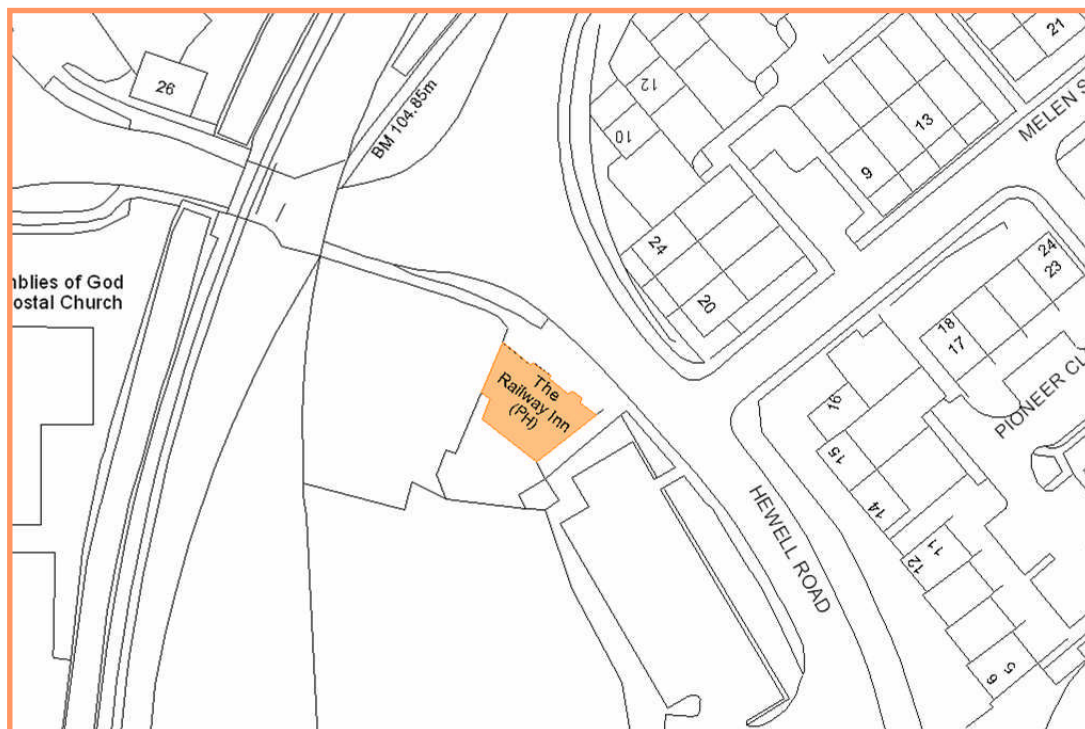 26
BM 104.85m
12
10
21
13
9
MELEN S
24
20
24
23
18
17
PIONEER CL
mblies of God
ostal Church
The
Railway Inn
(PH)
16
15
14
11
12
HEWELL ROAD
5
6